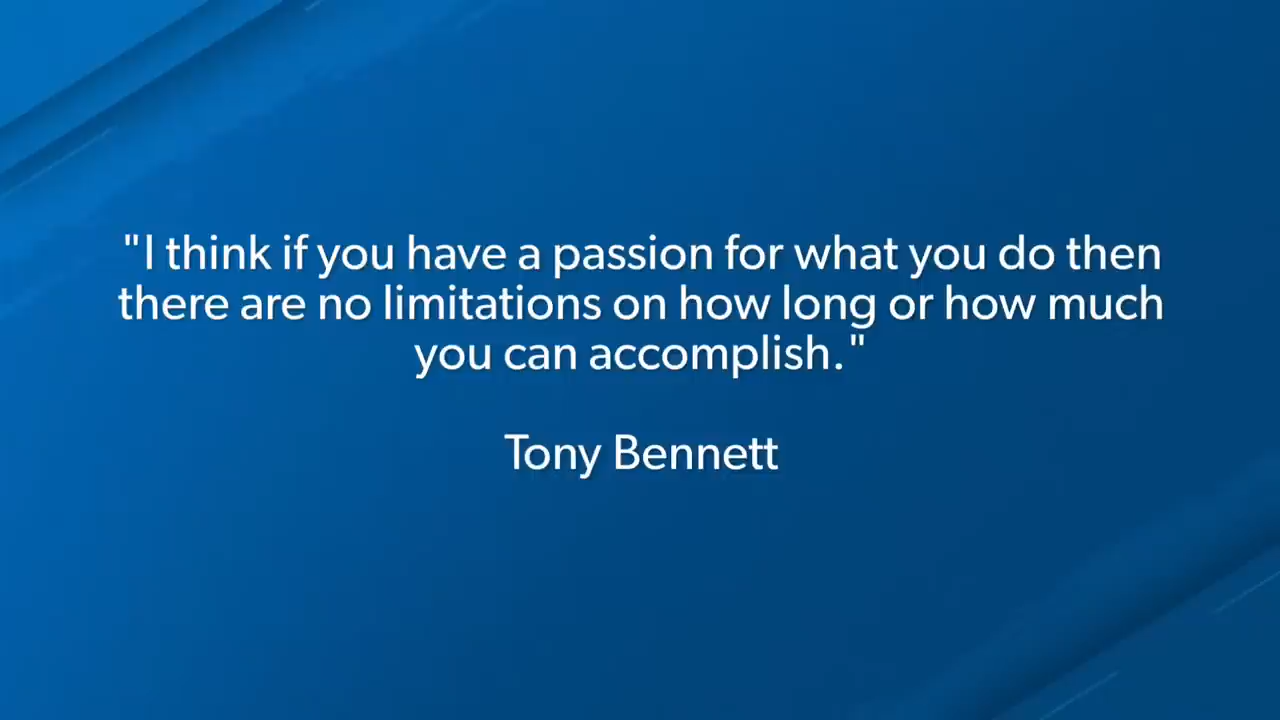 "I think if you have a passion for what you do then
there are no limitations on how long or how much
you can accomplish."
Tony Bennett